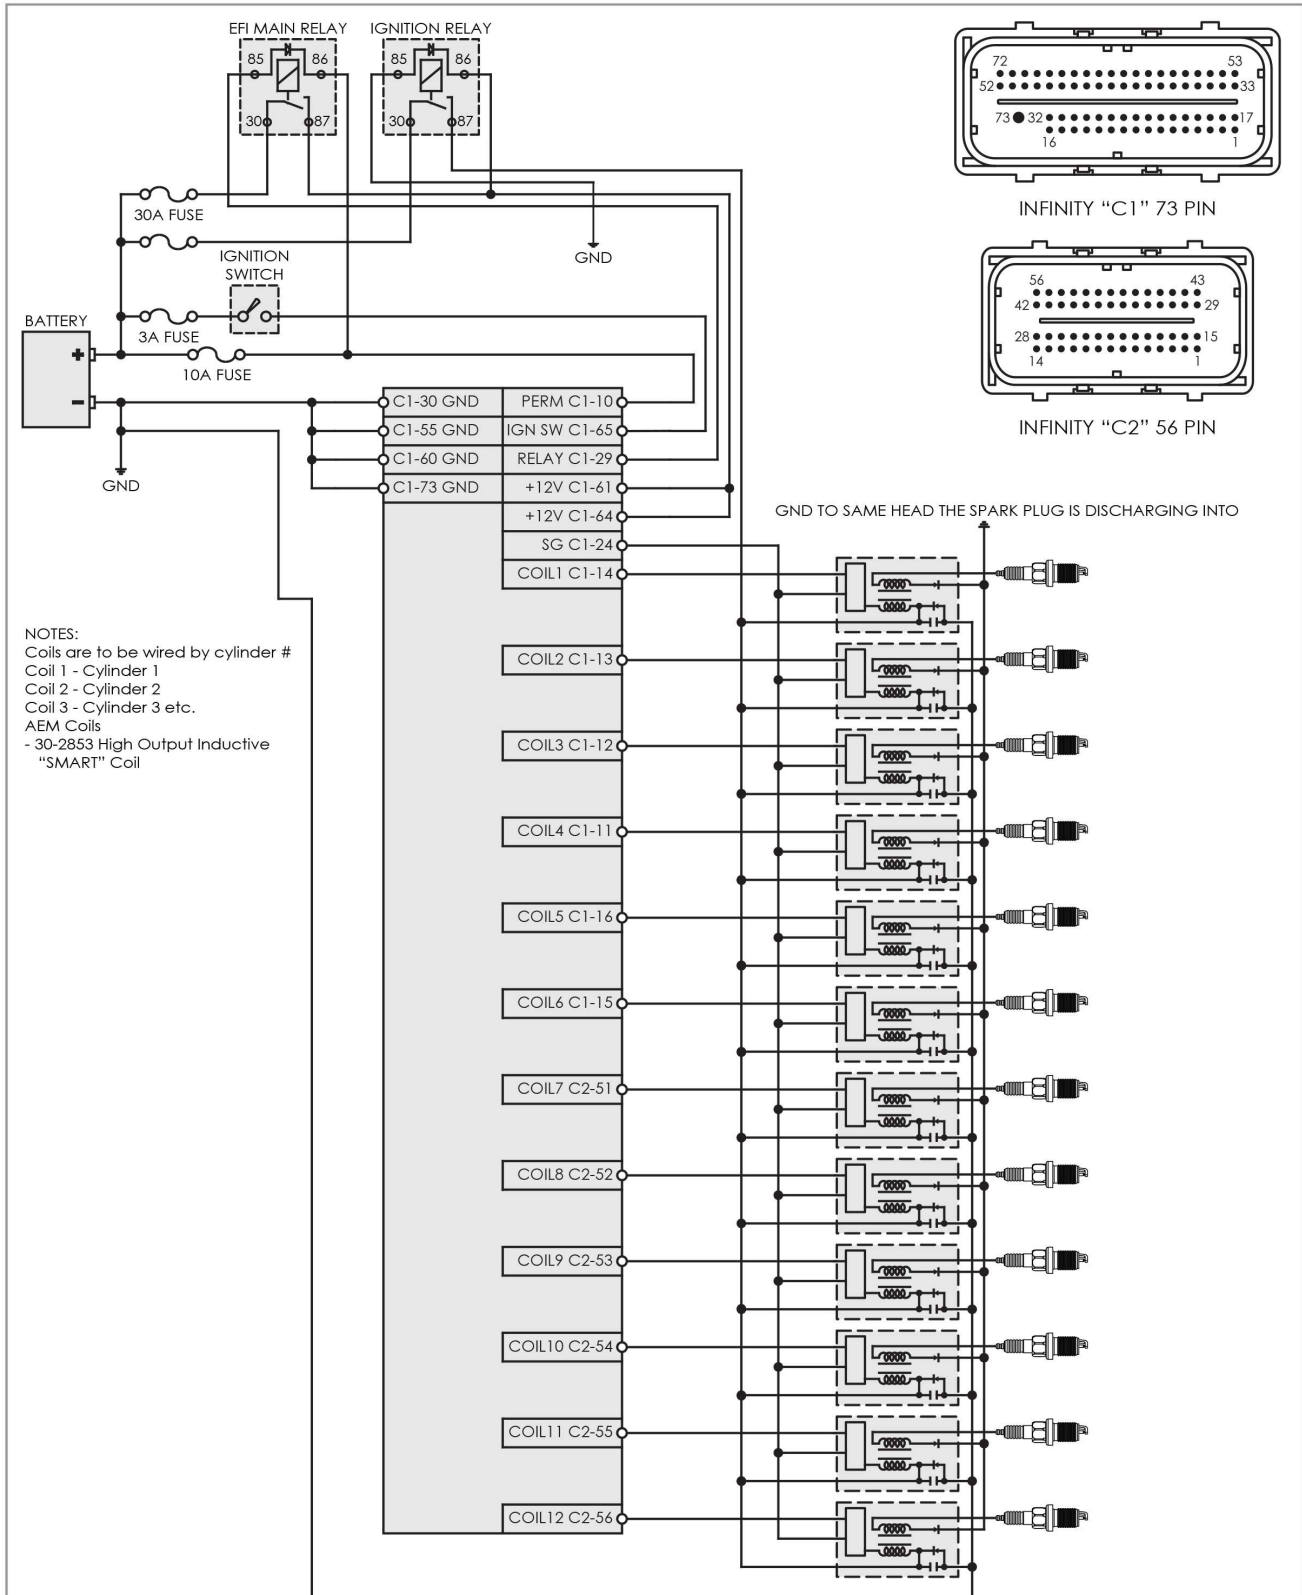 EFI MAIN RELAY
IGNITION RELAY
85 86
30 87
85 86
30 87
72 53
52 33
73 32 17
16 1
INFINITY “C1” 73 PIN
56 43
42 29
28 15
14 1
INFINITY “C2” 56 PIN
30A FUSE
IGNITION
SWITCH
GND
3A FUSE
10A FUSE
BATTERY
+
-
GND
C1-30 GND
C1-55 GND
C1-60 GND
C1-73 GND
PERM C1-10
IGN SW C1-65
RELAY C1-29
+12V C1-61
+12V C1-64
SG C1-24
COIL1 C1-14
COIL2 C1-13
COIL3 C1-12
COIL4 C1-11
COIL5 C1-16
COIL6 C1-15
COIL7 C2-51
COIL8 C2-52
COIL9 C2-53
COIL10 C2-54
COIL11 C2-55
COIL12 C2-56
GND TO SAME HEAD THE SPARK PLUG IS DISCHARGING INTO
NOTES:
Coils are to be wired by cylinder #
Coil 1 - Cylinder 1
Coil 2 - Cylinder 2
Coil 3 - Cylinder 3 etc.
AEM Coils
- 30-2853 High Output Inductive
“SMART” Coil